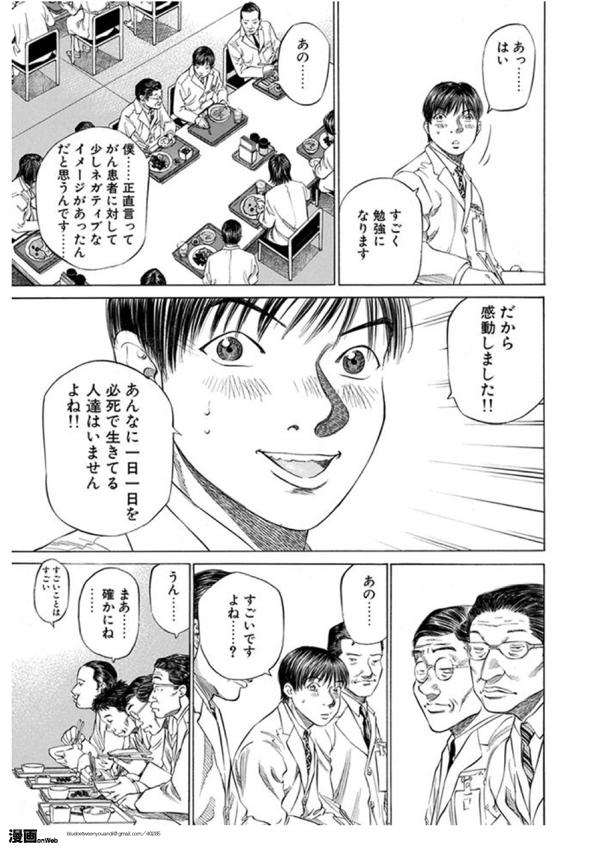 あっ……
はい
すごく
勉強に
なります
あの……
僕……正直言って
がん患者に対して
少しネガティブな
イメージがあったん
だと思うんです……
だから
感動しました!!
あんなに一日一日を
必死で生きてる
人達はいません
よね!!
あの……
すごいです
よね……?
うん……
まあ……
確かにね
すごいことは
すごい
漫画onWeb
bluebetweenyouandi@gmail.com/40285